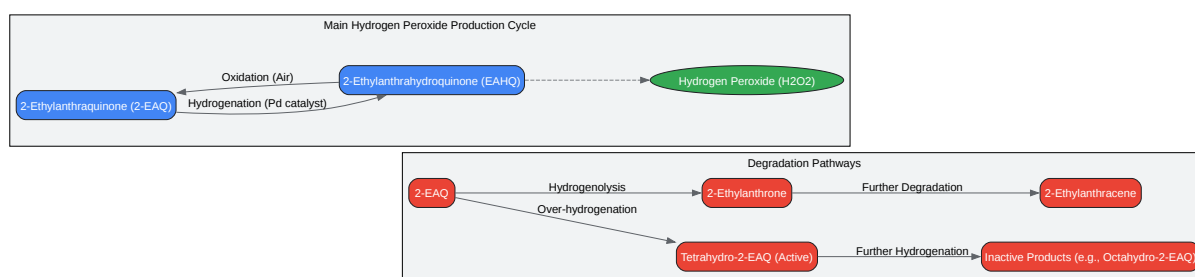 Main Hydrogen Peroxide Production Cycle
Oxidation (Air)
2-Ethylanthrahydroquinone (EAHQ)
Hydrogen Peroxide (H2O2)
2-Ethylanthraquinone (2-EAQ)
Hydrogenation (Pd catalyst)
Degradation Pathways
2-EAQ
Hydrogenolysis
2-Ethylanthrone
Further Degradation
2-Ethylanthracene
Over-hydrogenation
Tetrahydro-2-EAQ (Active)
Further Hydrogenation
Inactive Products (e.g., Octahydro-2-EAQ)